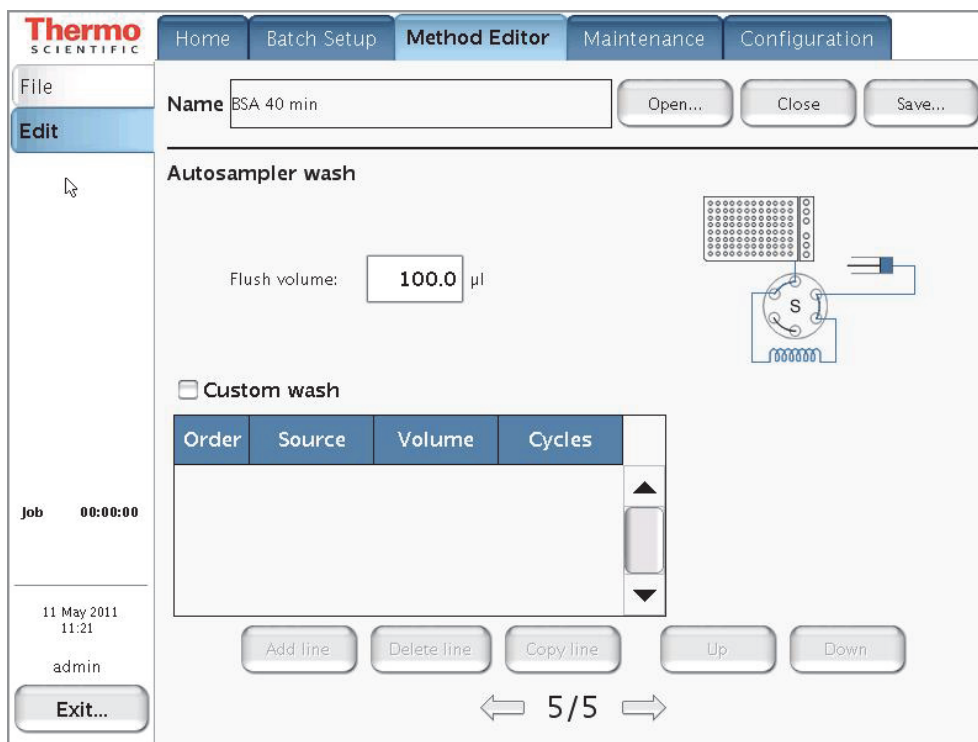 Thermo
SCIENTIFIC
Home Batch Setup Method Editor Maintenance Configuration
File
Edit
Name BSA 40 min Open... Close Save...
Autosampler wash
Flush volume: 100.0 µl
S
Custom wash
Order Source Volume Cycles
Job 00:00:00
Add line Delete line Copy line Up Down
5/5
11 May 2011
11:21
admin
Exit...